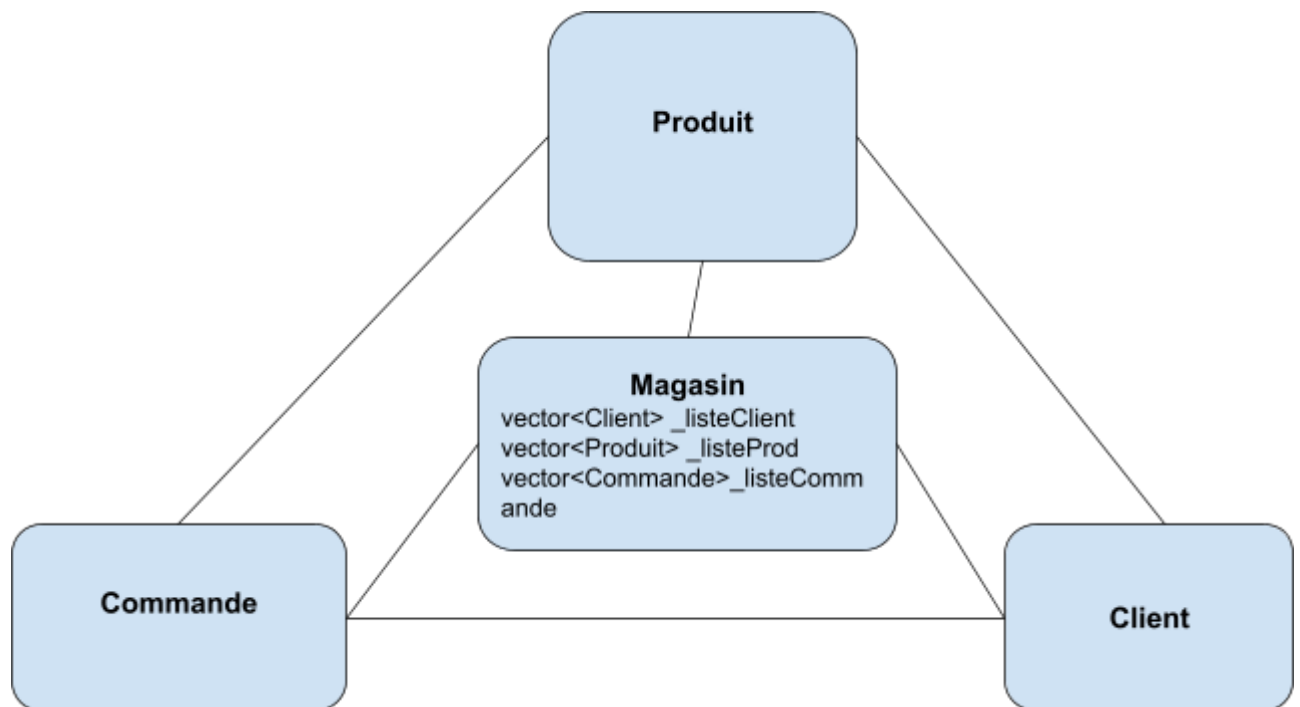 Produit
Magasin
vector<Client> _listeClient
vector<Produit> _listeProd
vector<Commande>_listeComm
ande
Commande
Client